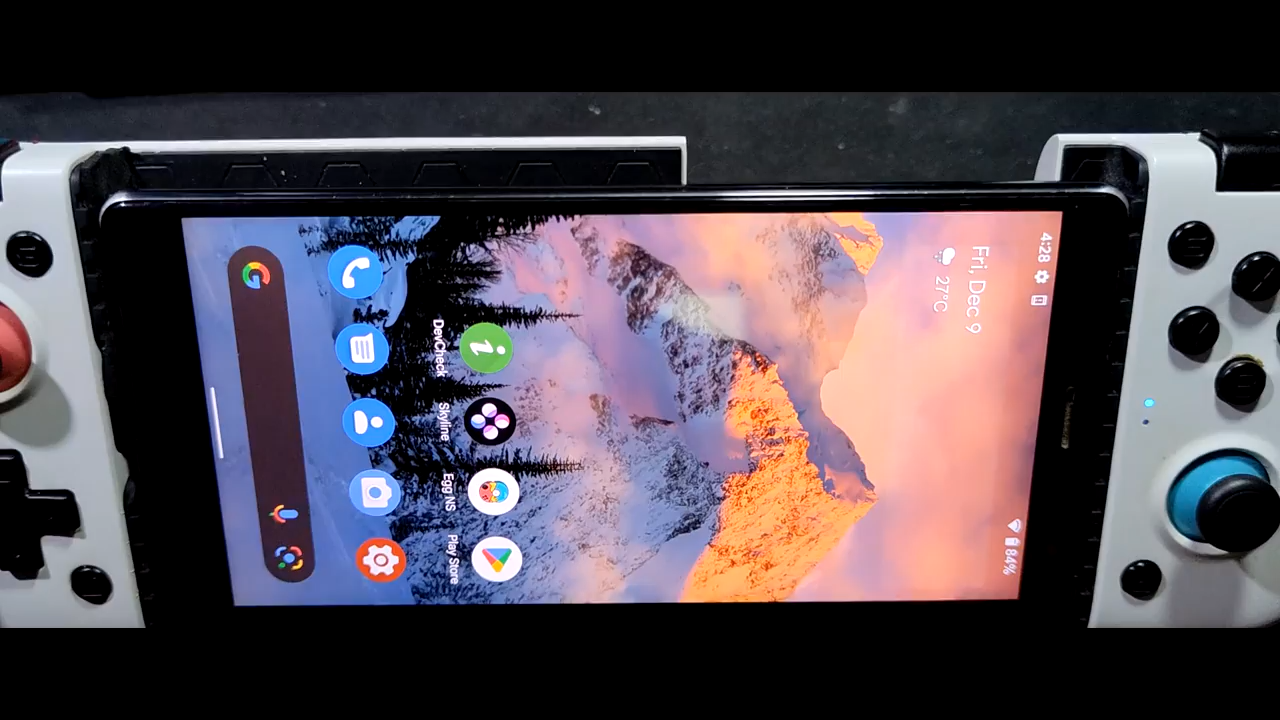 4:28
84%
Fri, Dec 9
27°C
DevCheck
Skyline
Egg NS
Play Store